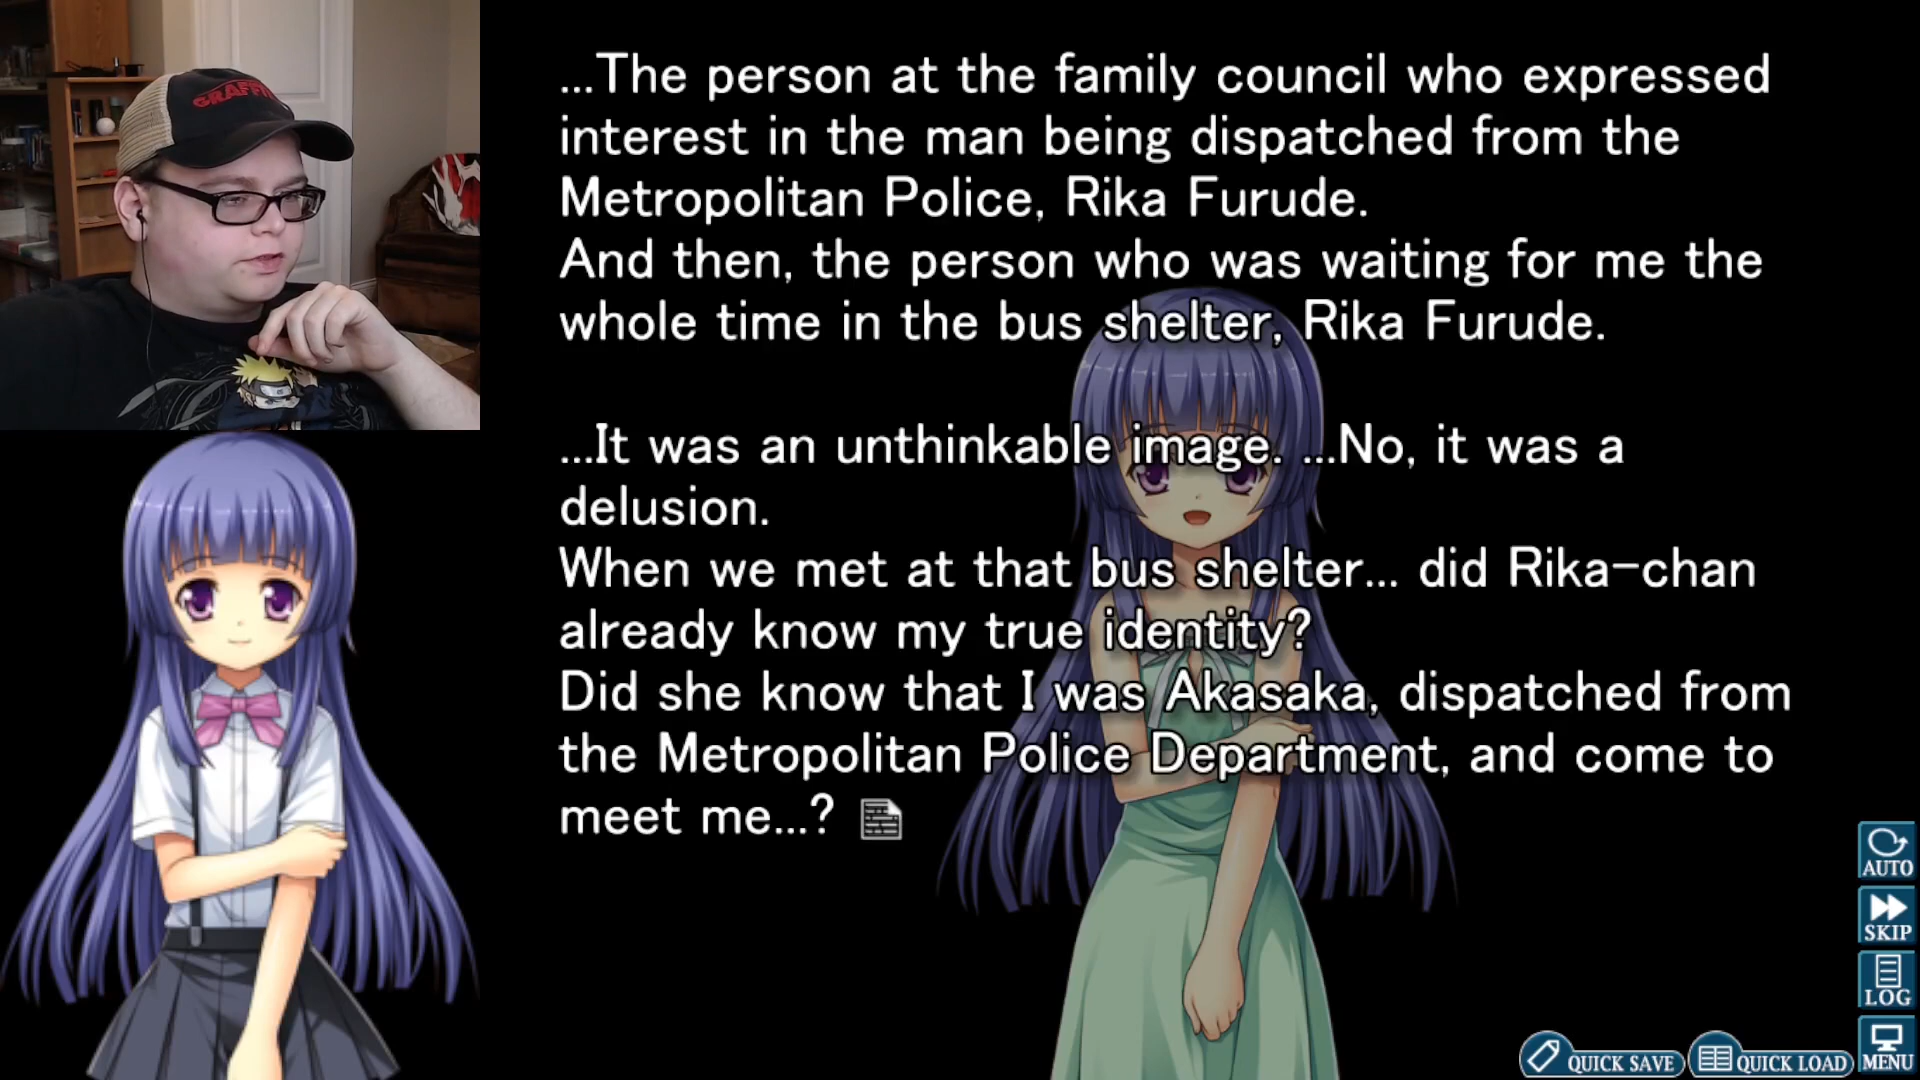 GRAFF
...The person at the family council who expressed
interest in the man being dispatched from the
Metropolitan Police, Rika Furude.
And then, the person who was waiting for me the
whole time in the bus shelter, Rika Furude.
...It was an unthinkable image. ...No, it was a
delusion.
When we met at that bus shelter... did Rika-chan
already know my true identity?
Did she know that I was Akasaka, dispatched from
the Metropolitan Police Department, and come to
meet me...?
AUTO
SKIP
LOG
MENU
QUICK SAVE
QUICK LOAD